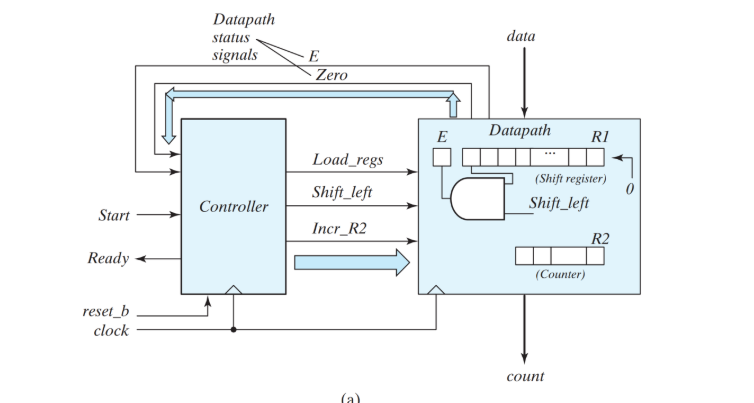 Datapath
status
signals
E
Zero
data
Datapath
E
R1
...
(Shift register)
0
Load_regs
Shift_left
Incr_R2
Controller
Start
Ready
Shift_left
R2
(Counter)
reset_b
clock
count
(a)